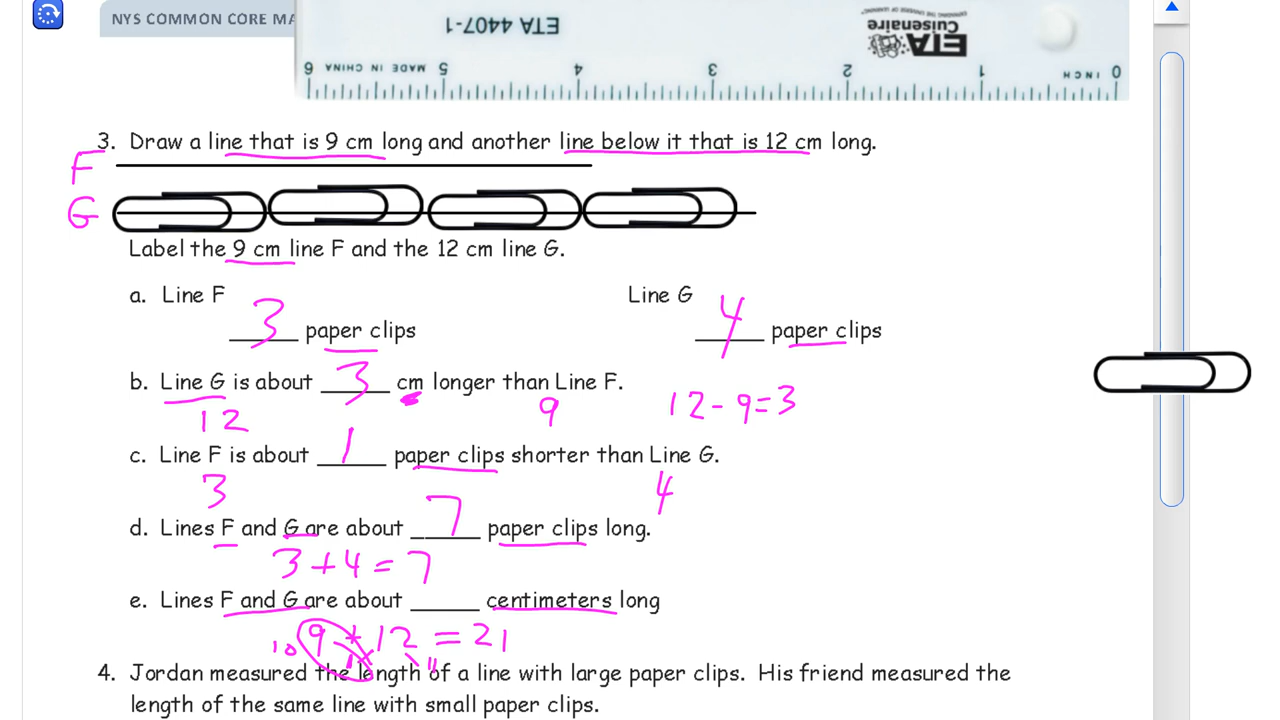 NYS COMMON CORE MA
ETA 4407-1
ETA
Cuisenaire
6 MADE IN CHINA 5 4 3 2 1 INCH 0
3. Draw a line that is 9 cm long and another line below it that is 12 cm long.
F
G
Label the 9 cm line F and the 12 cm line G.
a. Line F Line G
3 paper clips 4 paper clips
b. Line G is about 3 cm longer than Line F.
12 9 12 - 9 = 3
c. Line F is about 1 paper clips shorter than Line G.
3 4
d. Lines F and G are about 7 paper clips long.
3 + 4 = 7
e. Lines F and G are about _____ centimeters long
10 9 + 12 = 21
1 11
4. Jordan measured the length of a line with large paper clips. His friend measured the
length of the same line with small paper clips.